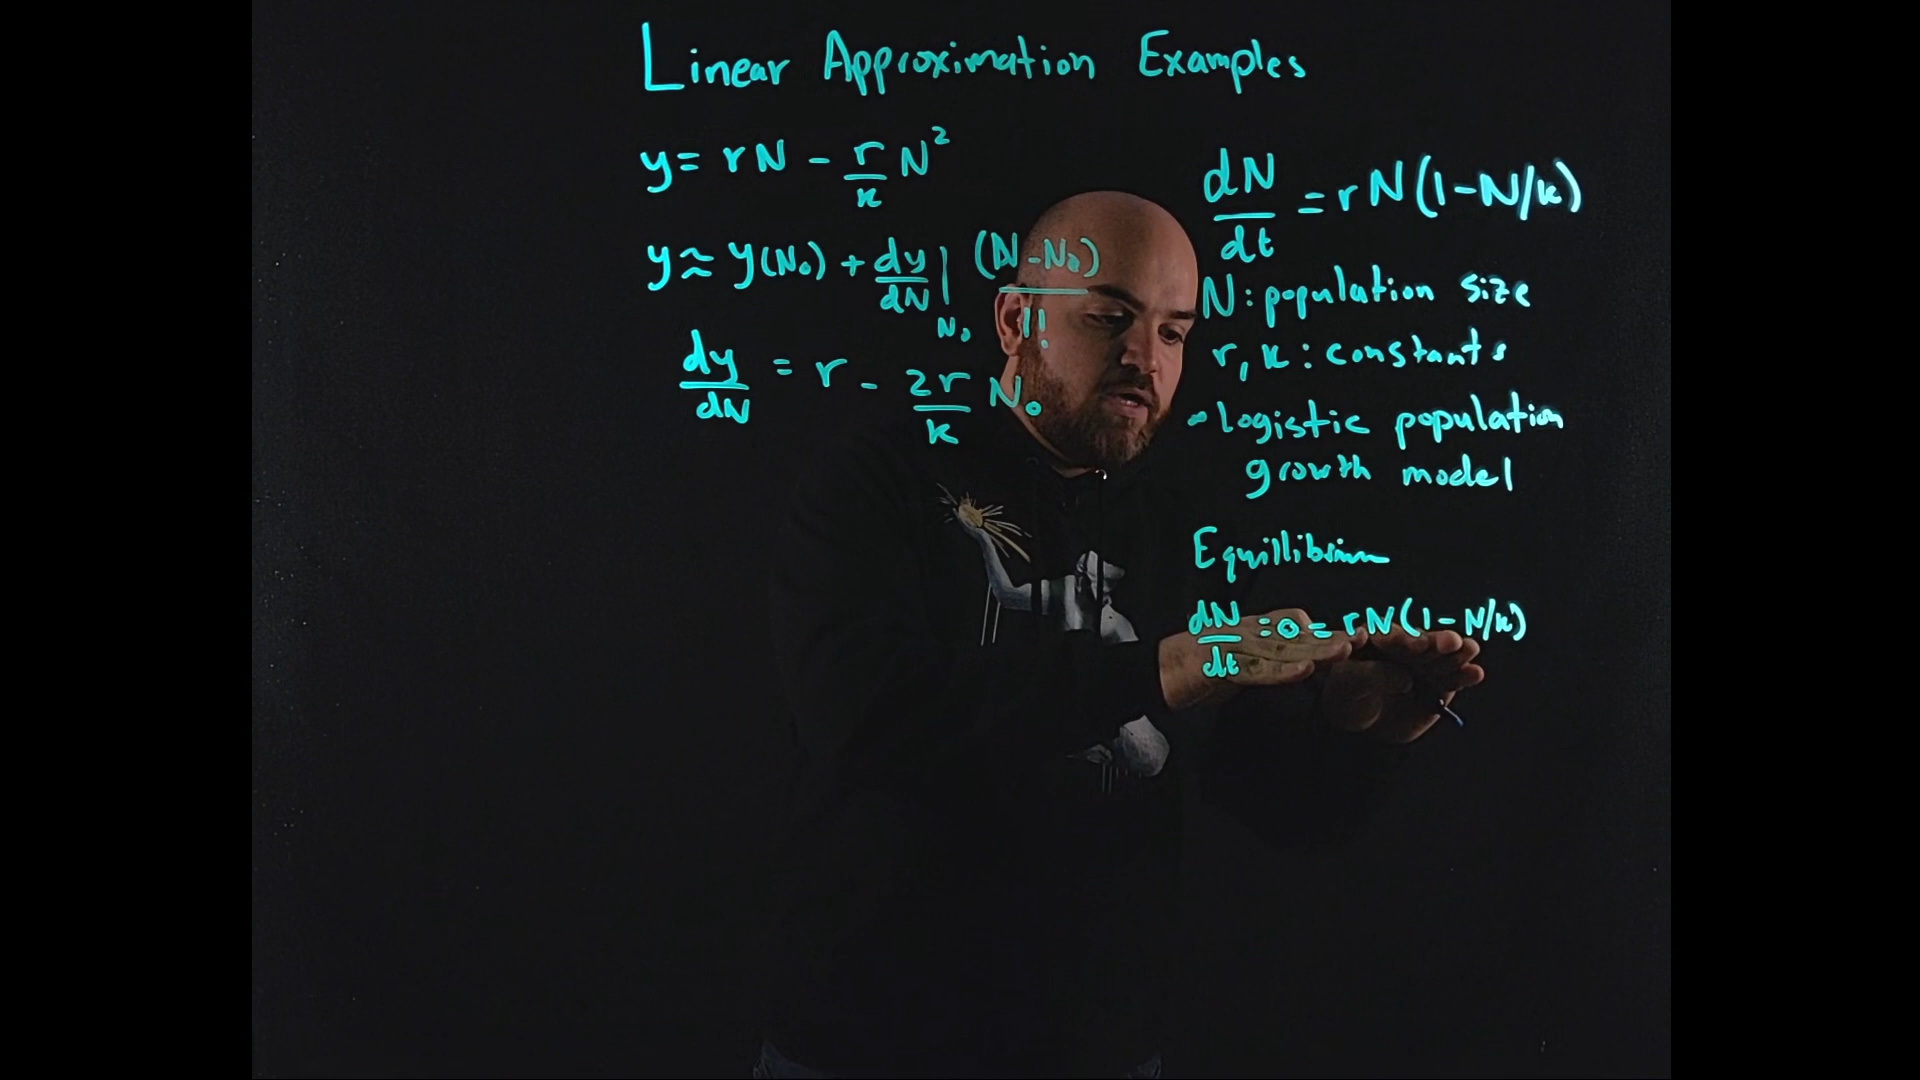 Linear Approximation Examples
y = rN - r/k N²
y ≈ y(N₀) + dy/dN|N₀ (N-N₀)/1!
dy/dN = r - 2r/k N₀
dN/dt = rN(1-N/k)
N: population size
r, k: constants
- logistic population
growth model
Equillibrium
dN/dt = 0 = rN(1-N/k)